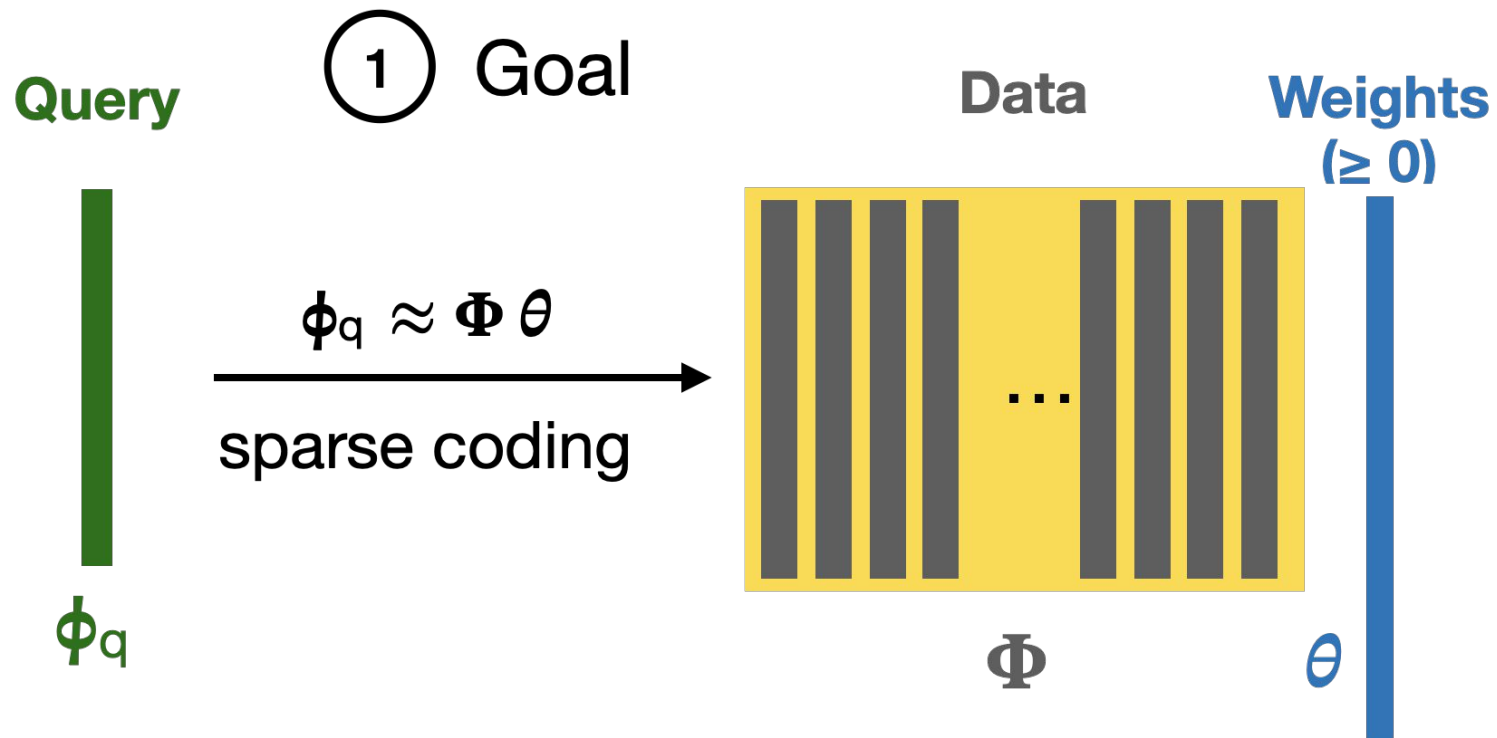 ① Goal
Query
Data
Weights
(≥ 0)
ϕq ≈ Φ θ
sparse coding
...
ϕq
Φ
θ